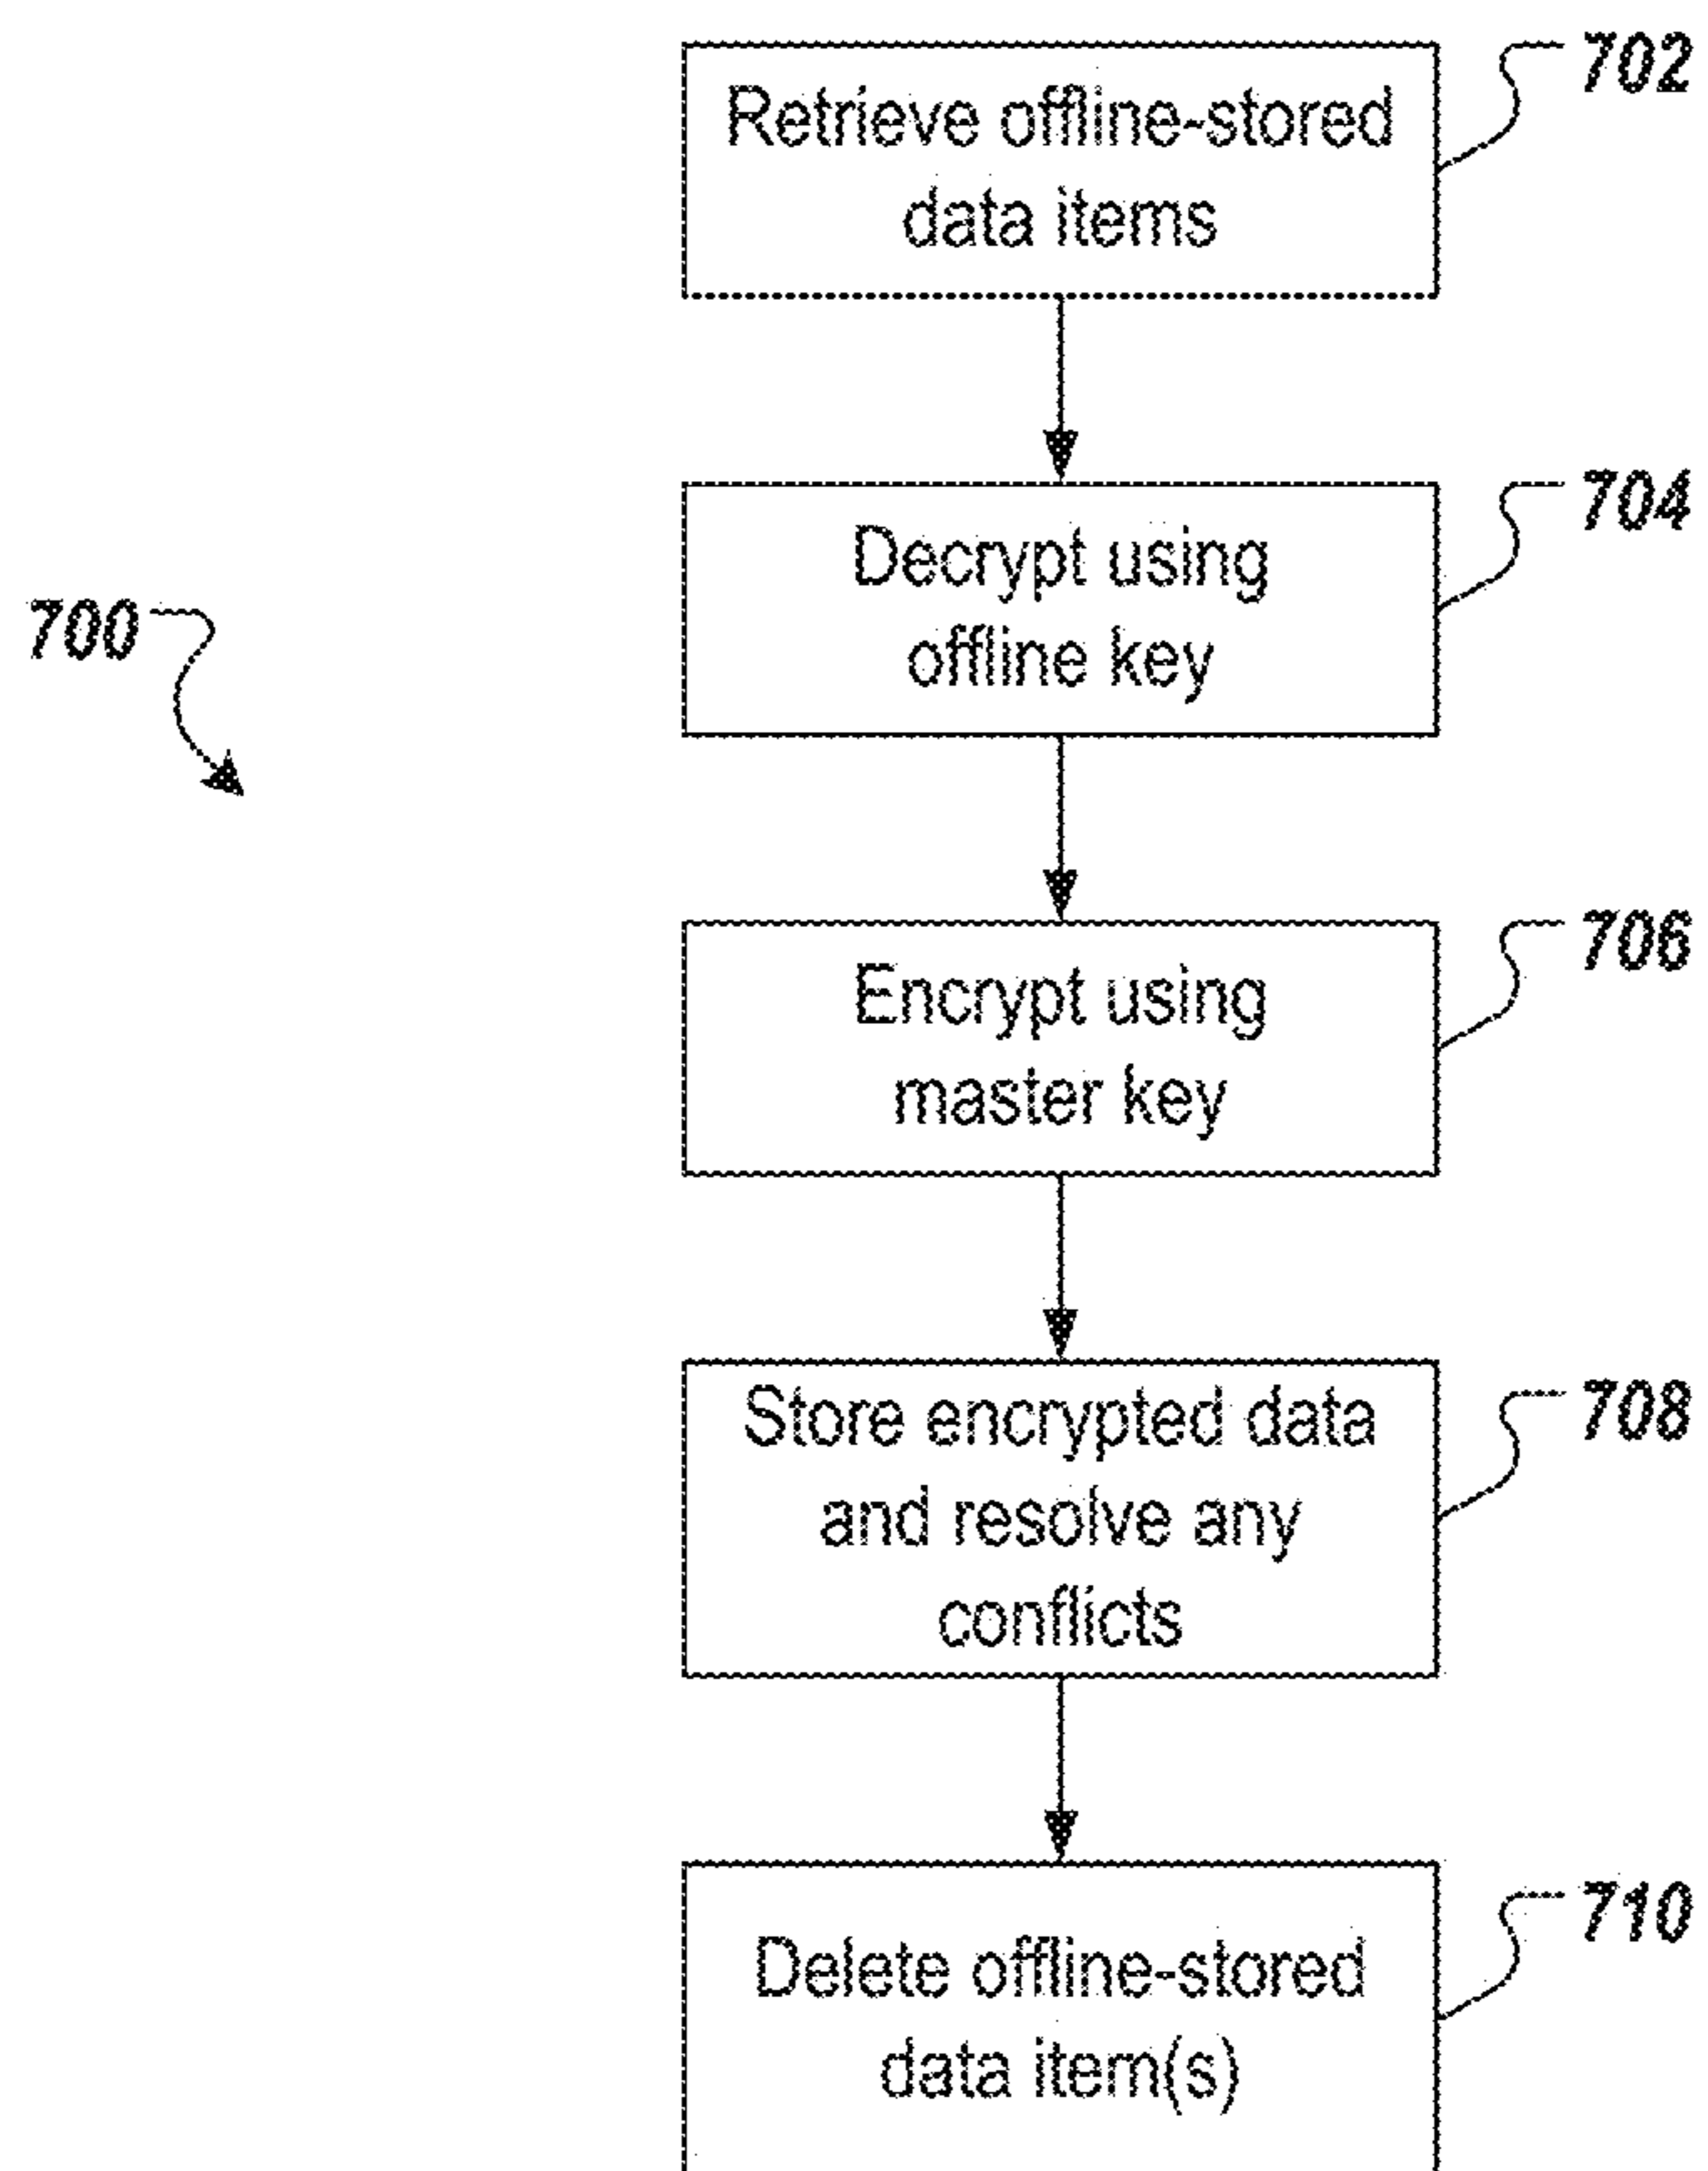 702
Retrieve offline-stored
data items
704
Decrypt using
offline key
700
706
Encrypt using
master key
708
Store encrypted data
and resolve any
conflicts
710
Delete offline-stored
data item(s)